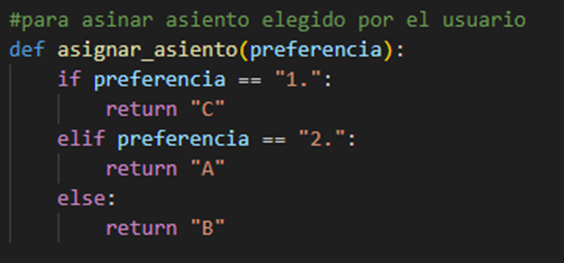 #para asinar asiento elegido por el usuario
def asignar_asiento(preferencia):
    if preferencia == "1.":
        return "C"
    elif preferencia == "2.":
        return "A"
    else:
        return "B"